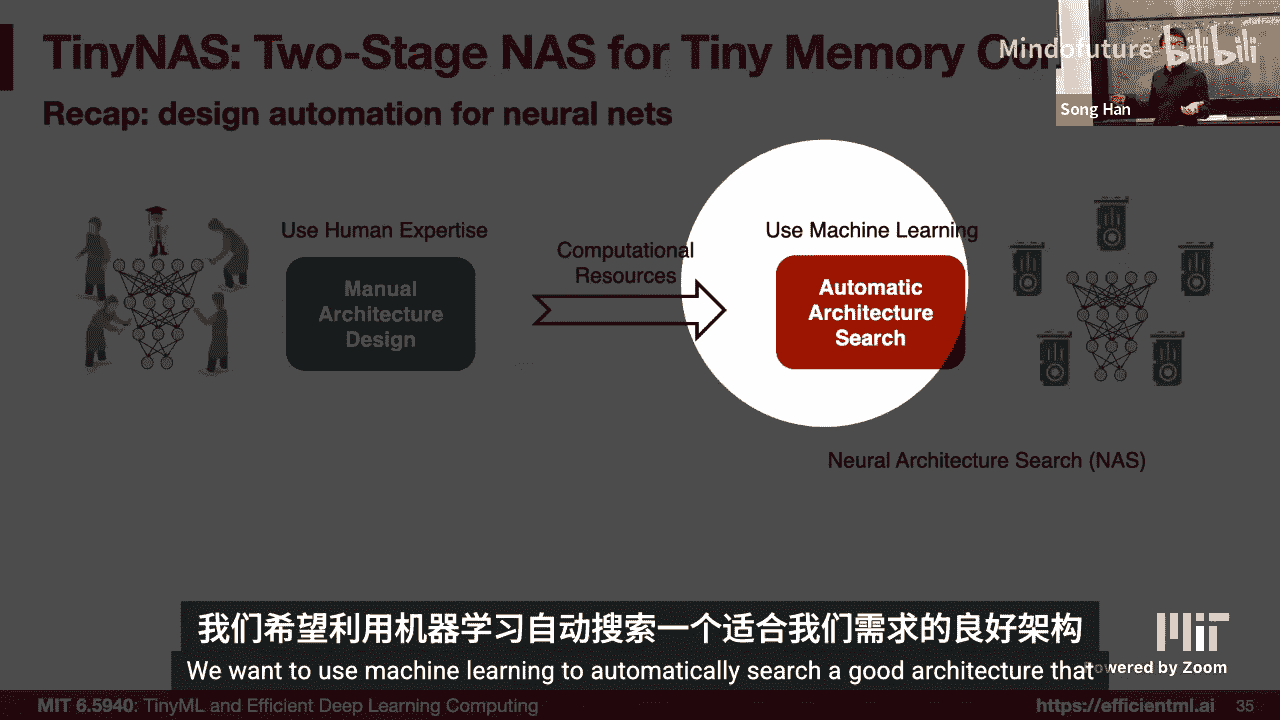 TinyNAS: Two-Stage NAS for Tiny Memory
Mindofuture bilibili
Song Han
Recap: design automation for neural nets
Use Human Expertise
Manual
Architecture
Design
Computational
Resources
Use Machine Learning
Automatic
Architecture
Search
Neural Architecture Search (NAS)
我们希望利用机器学习自动搜索一个适合我们需求的良好架构
We want to use machine learning to automatically search a good architecture that
MIT
Powered by Zoom
MIT 6.5940: TinyML and Efficient Deep Learning Computing
https://efficientml.ai
35